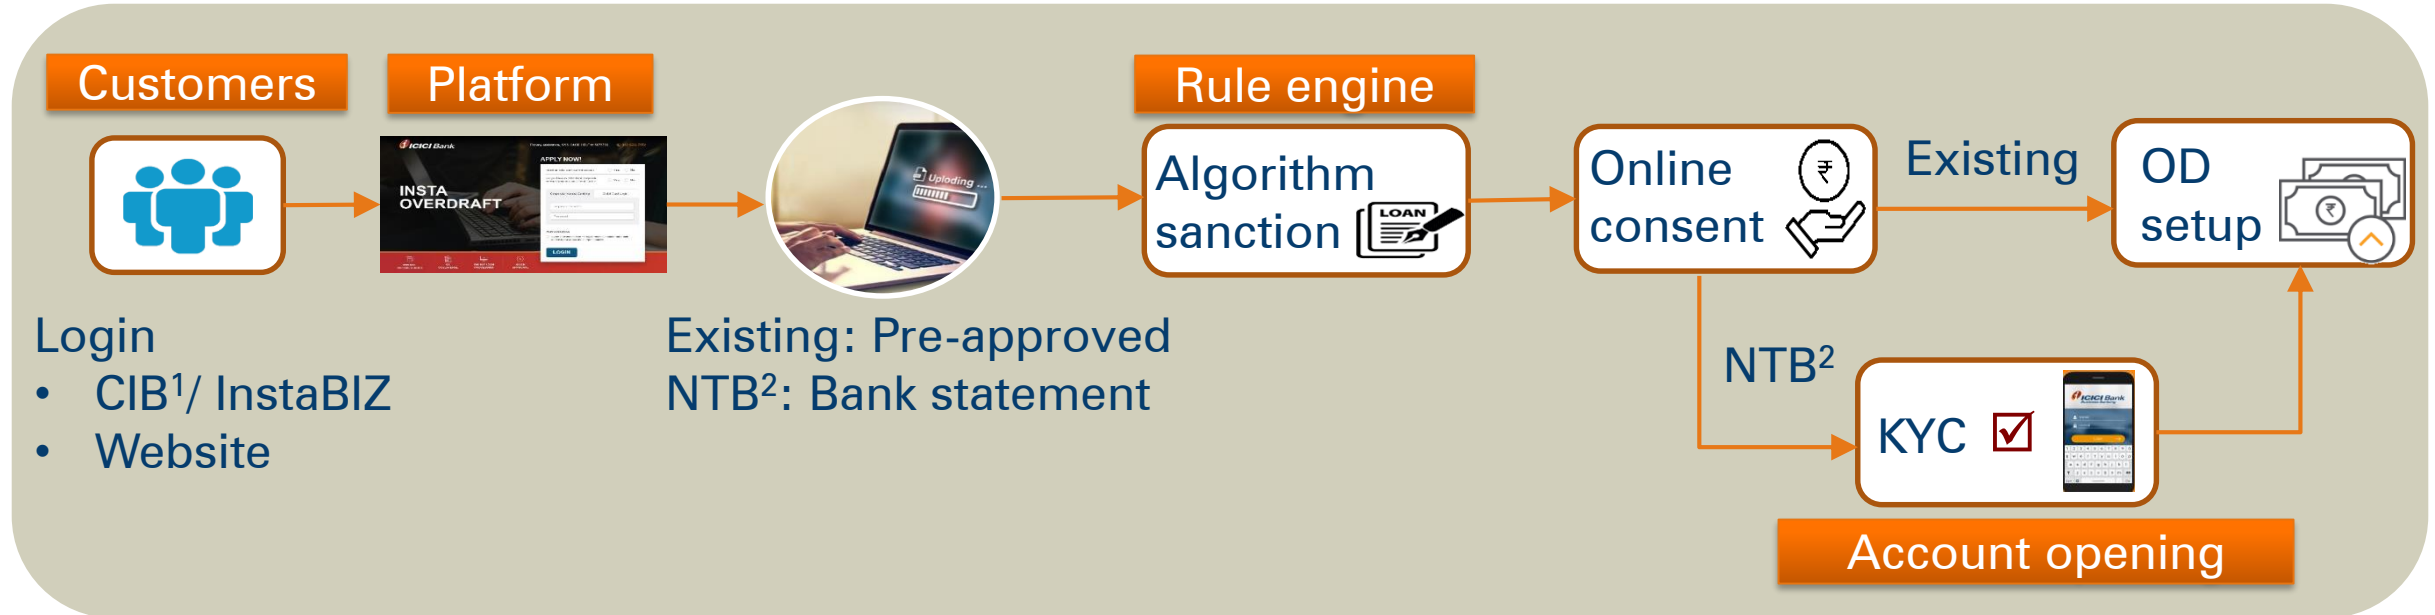 Customers
Platform
Rule engine
ICICI Bank
APPLY NOW!
INSTA
OVERDRAFT
LOGIN
Uploding ...
Algorithm
sanction
LOAN
Online
consent
₹
Existing
OD
setup
₹
Login
• CIB¹/ InstaBIZ
• Website
Existing: Pre-approved
NTB²: Bank statement
NTB²
KYC
ICICI Bank
Account opening